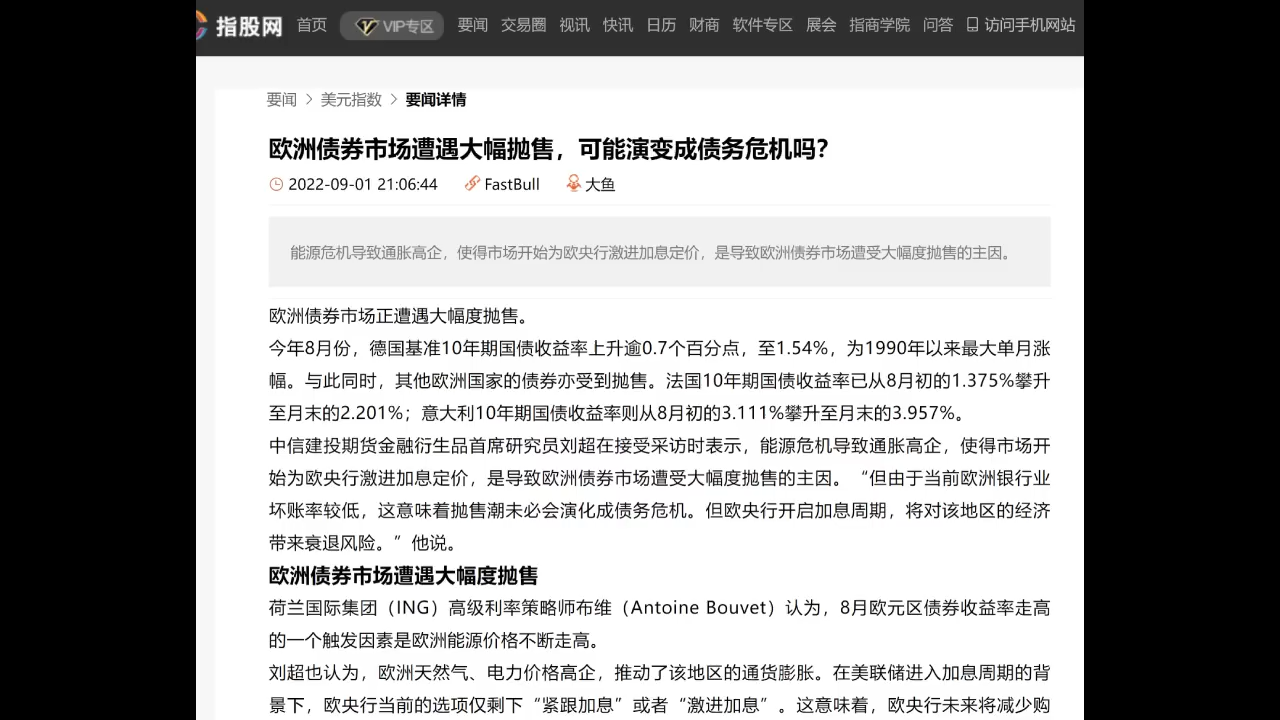 指股网 首页 VIP专区 要闻 交易圈 视讯 快讯 日历 财商 软件专区 展会 指商学院 问答 访问手机网站
要闻 > 美元指数 > 要闻详情
欧洲债券市场遭遇大幅抛售，可能演变成债务危机吗？
2022-09-01 21:06:44 FastBull 大鱼
能源危机导致通胀高企，使得市场开始为欧央行激进加息定价，是导致欧洲债券市场遭受大幅度抛售的主因。
欧洲债券市场正遭遇大幅度抛售。
今年8月份，德国基准10年期国债收益率上升逾0.7个百分点，至1.54%，为1990年以来最大单月涨
幅。与此同时，其他欧洲国家的债券亦受到抛售。法国10年期国债收益率已从8月初的1.375%攀升
至月末的2.201%；意大利10年期国债收益率则从8月初的3.111%攀升至月末的3.957%。
中信建投期货金融衍生品首席研究员刘超在接受采访时表示，能源危机导致通胀高企，使得市场开
始为欧央行激进加息定价，是导致欧洲债券市场遭受大幅度抛售的主因。“但由于当前欧洲银行业
坏账率较低，这意味着抛售潮未必会演化成债务危机。但欧央行开启加息周期，将对该地区的经济
带来衰退风险。”他说。
欧洲债券市场遭遇大幅度抛售
荷兰国际集团（ING）高级利率策略师布维（Antoine Bouvet）认为，8月欧元区债券收益率走高
的一个触发因素是欧洲能源价格不断走高。
刘超也认为，欧洲天然气、电力价格高企，推动了该地区的通货膨胀。在美联储进入加息周期的背
景下，欧央行当前的选项仅剩下“紧跟加息”或者“激进加息”。这意味着，欧央行未来将减少购